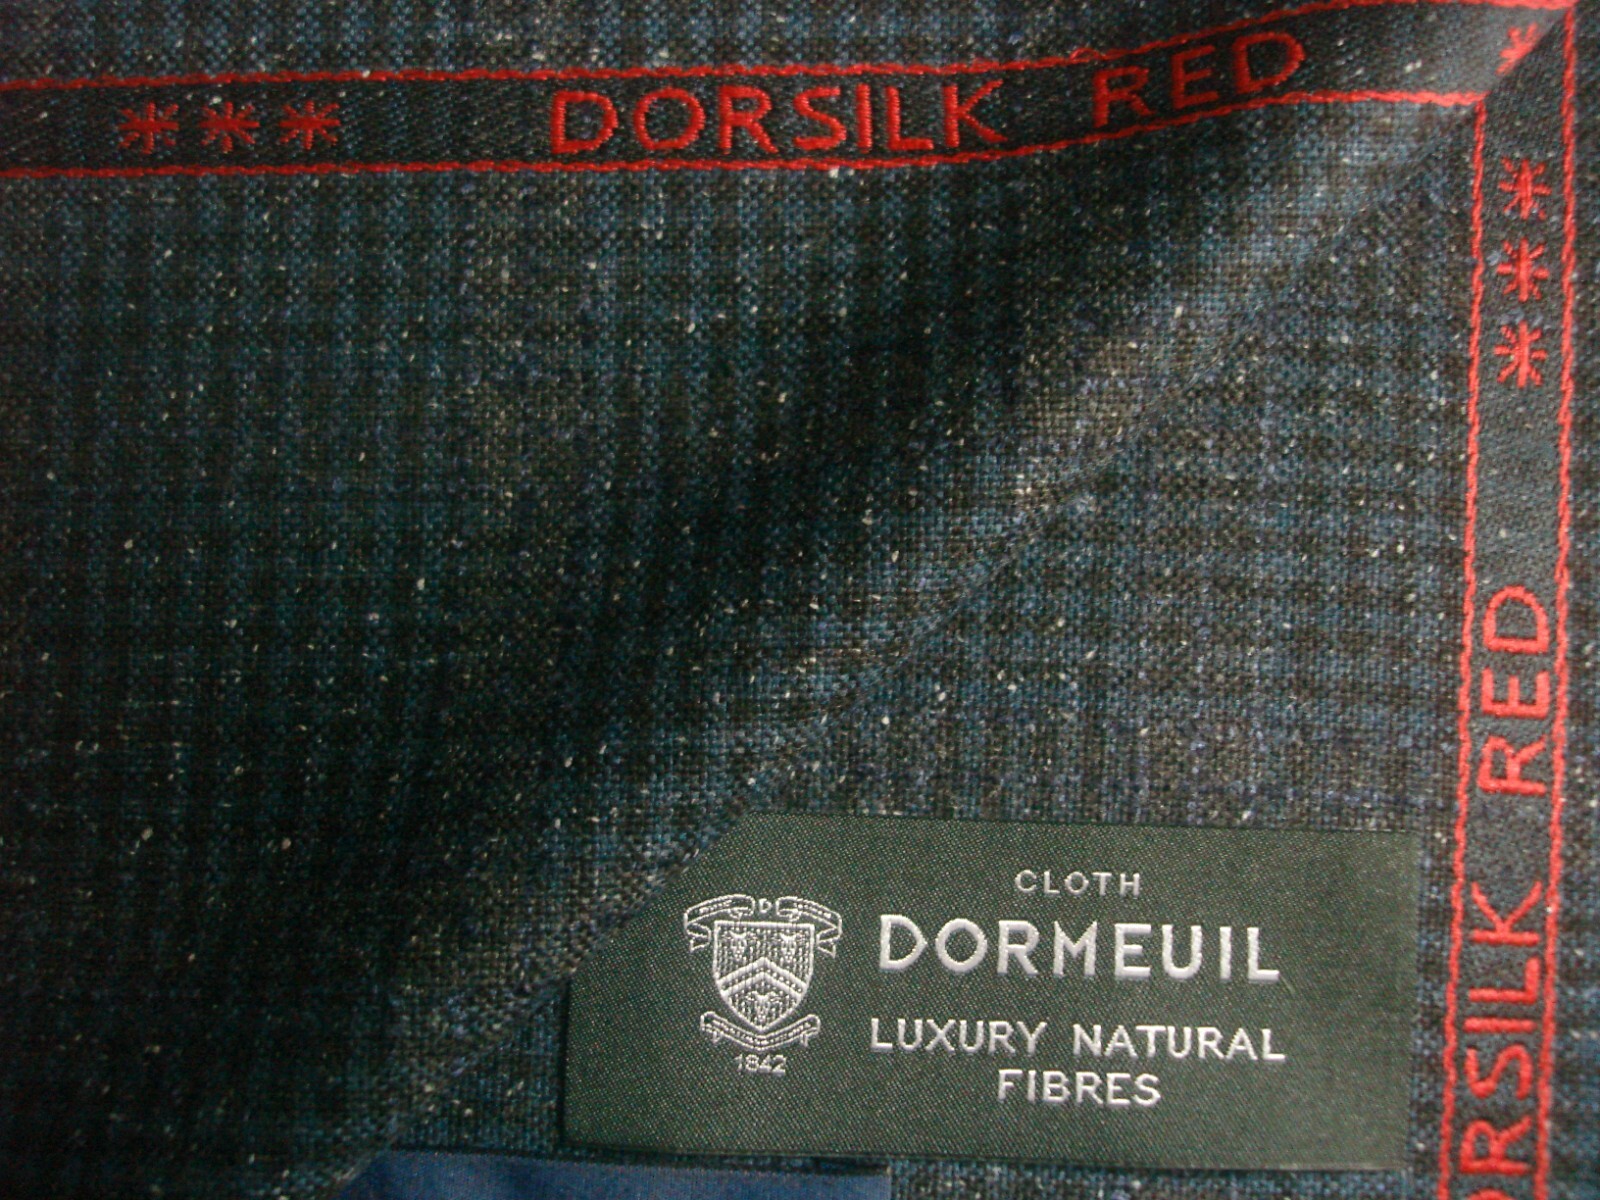 *** DORSILK RED *
***
RED
DORSILK
CLOTH
DORMEUIL
LUXURY NATURAL
FIBRES
D
1842